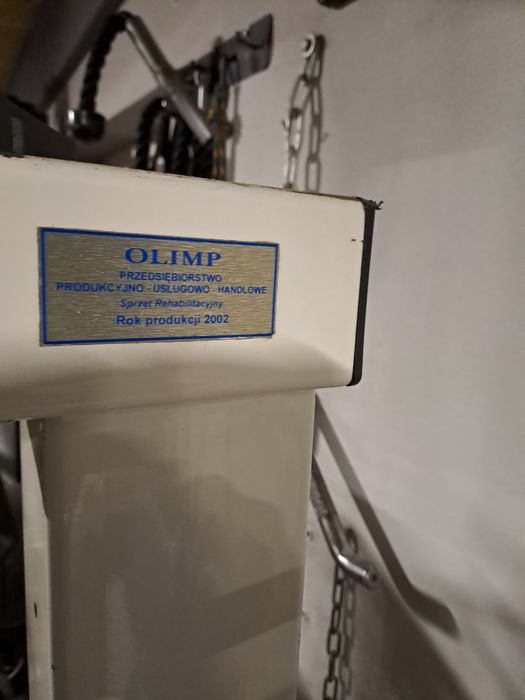 OLIMP
PRZEDSIĘBIORSTWO
PRODUKCYJNO - USŁUGOWO - HANDLOWE
Sprzęt Rehabilitacyjny
Rok produkcji 2002